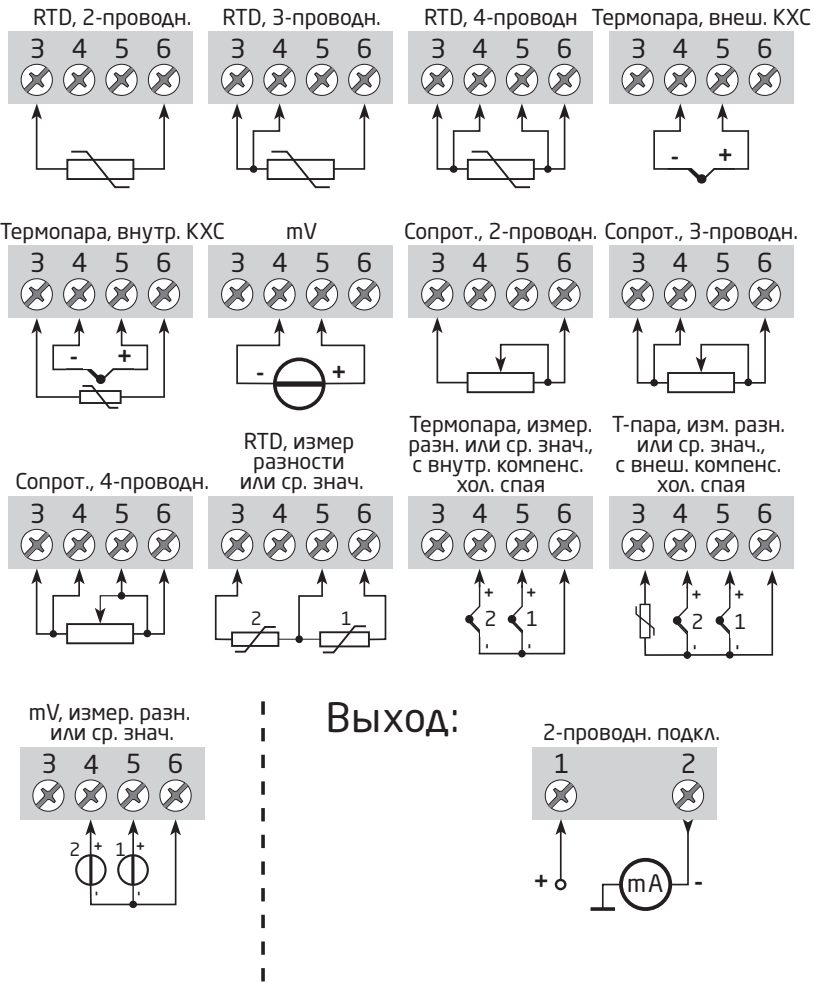 RTD, 2-проводн. RTD, 3-проводн. RTD, 4-проводн Термопара, внеш. КХС
3 4 5 6 3 4 5 6 3 4 5 6 3 4 5 6
- +
Термопара, внутр. КХС mV Сопрот., 2-проводн. Сопрот., 3-проводн.
3 4 5 6 3 4 5 6 3 4 5 6 3 4 5 6
- + - +
Сопрот., 4-проводн.
RTD, измер
разности
или ср. знач.
Термопара, измер.
разн. или ср. знач.,
с внутр. компенс.
хол. спая
Т-пара, изм. разн.
или ср. знач.,
с внеш. компенс.
хол. спая
3 4 5 6 3 4 5 6 3 4 5 6 3 4 5 6
+ + + +
2 1 2 1 2 1
- - - -
mV, измер. разн.
или ср. знач.
3 4 5 6
2 + 1 +
- -
Выход:
2-проводн. подкл.
1 2
+ mA -